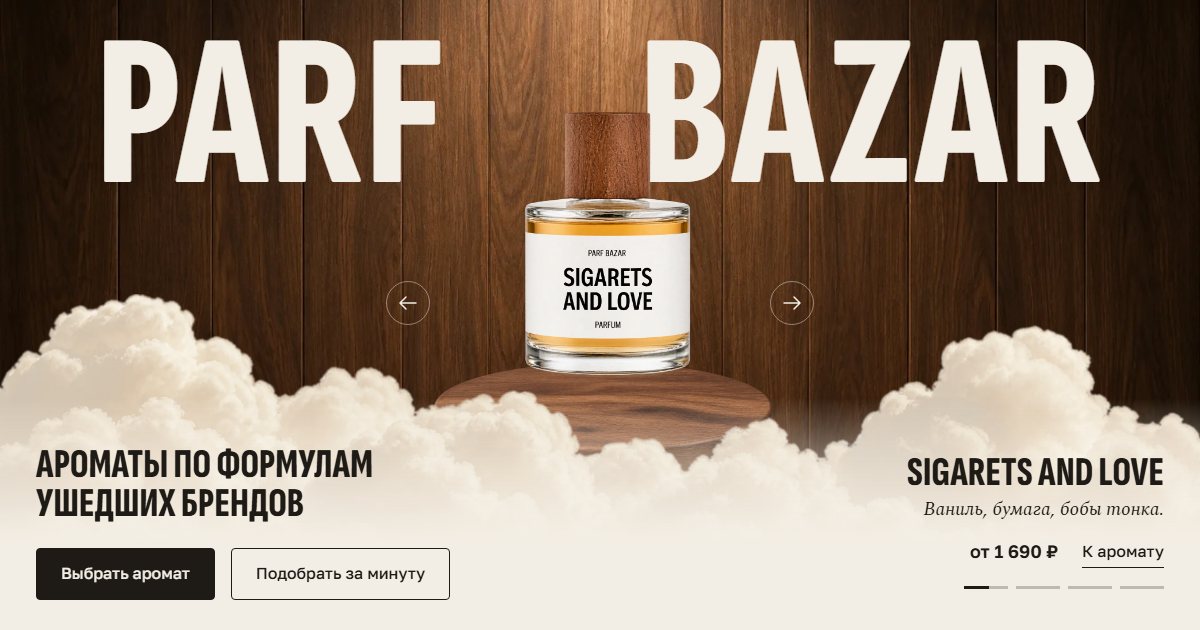 PARF BAZAR
PARF BAZAR
SIGARETS
AND LOVE
PARFUM
АРОМАТЫ ПО ФОРМУЛАМ
УШЕДШИХ БРЕНДОВ
Выбрать аромат
Подобрать за минуту
SIGARETS AND LOVE
Ваниль, бумага, бобы тонка.
от 1 690 ₽
К аромату